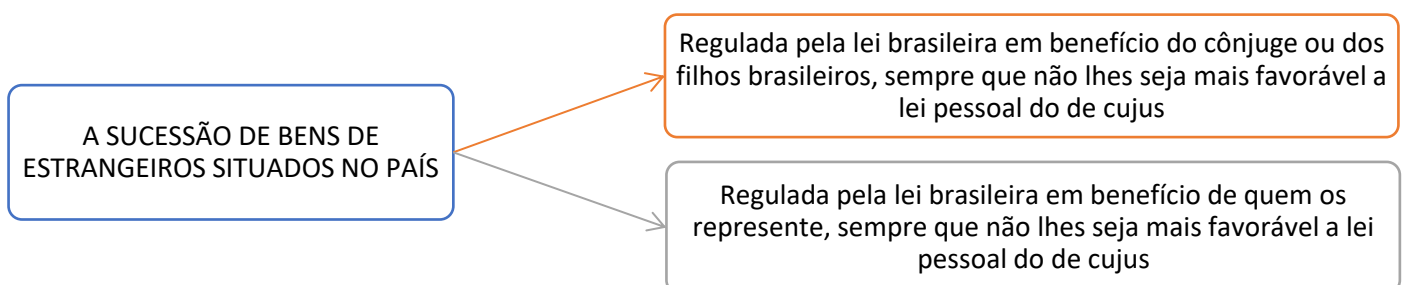 A SUCESSÃO DE BENS DE
ESTRANGEIROS SITUADOS NO PAÍS
Regulada pela lei brasileira em benefício do cônjuge ou dos
filhos brasileiros, sempre que não lhes seja mais favorável a
lei pessoal do de cujus
Regulada pela lei brasileira em benefício de quem os
represente, sempre que não lhes seja mais favorável a lei
pessoal do de cujus